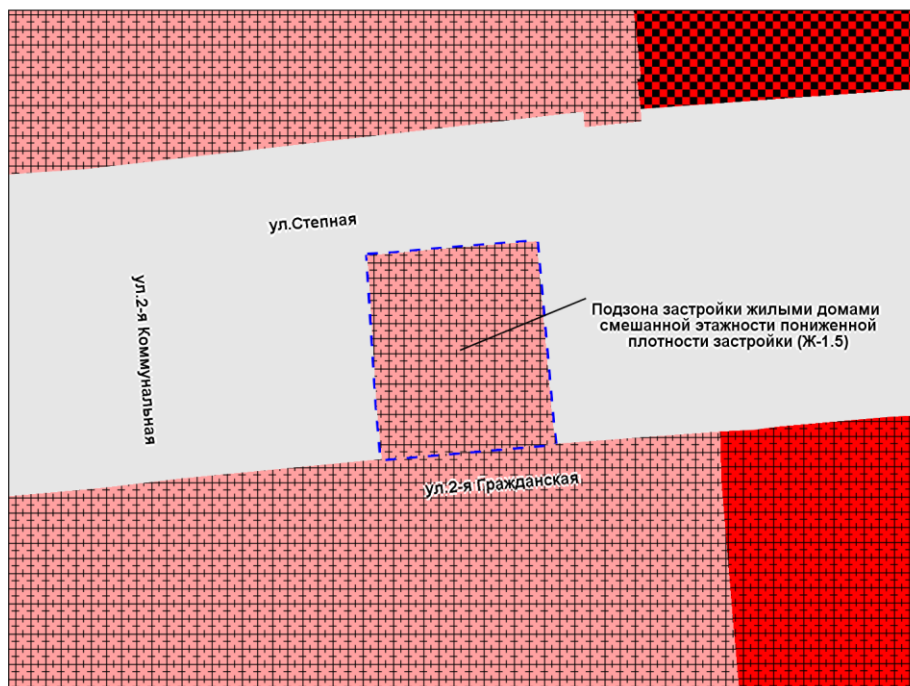 ул.Степная
ул.2-я Коммунальная
Подзона застройки жилыми домами
смешанной этажности пониженной
плотности застройки (Ж-1.5)
ул.2-я Гражданская